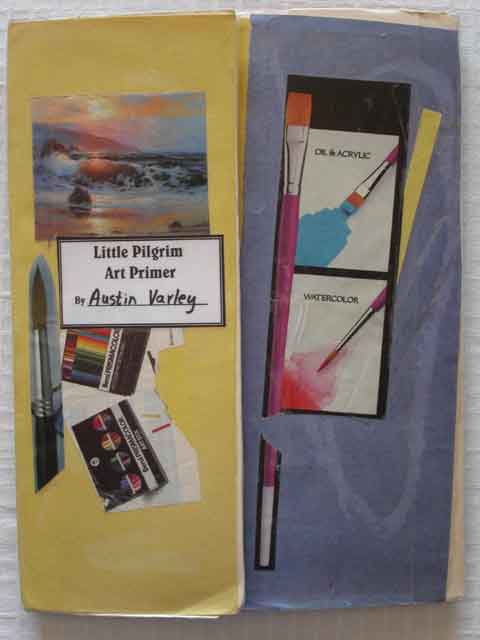 Little Pilgrim
Art Primer
By Austin Varley
OIL & ACRYLIC
WATERCOLOR